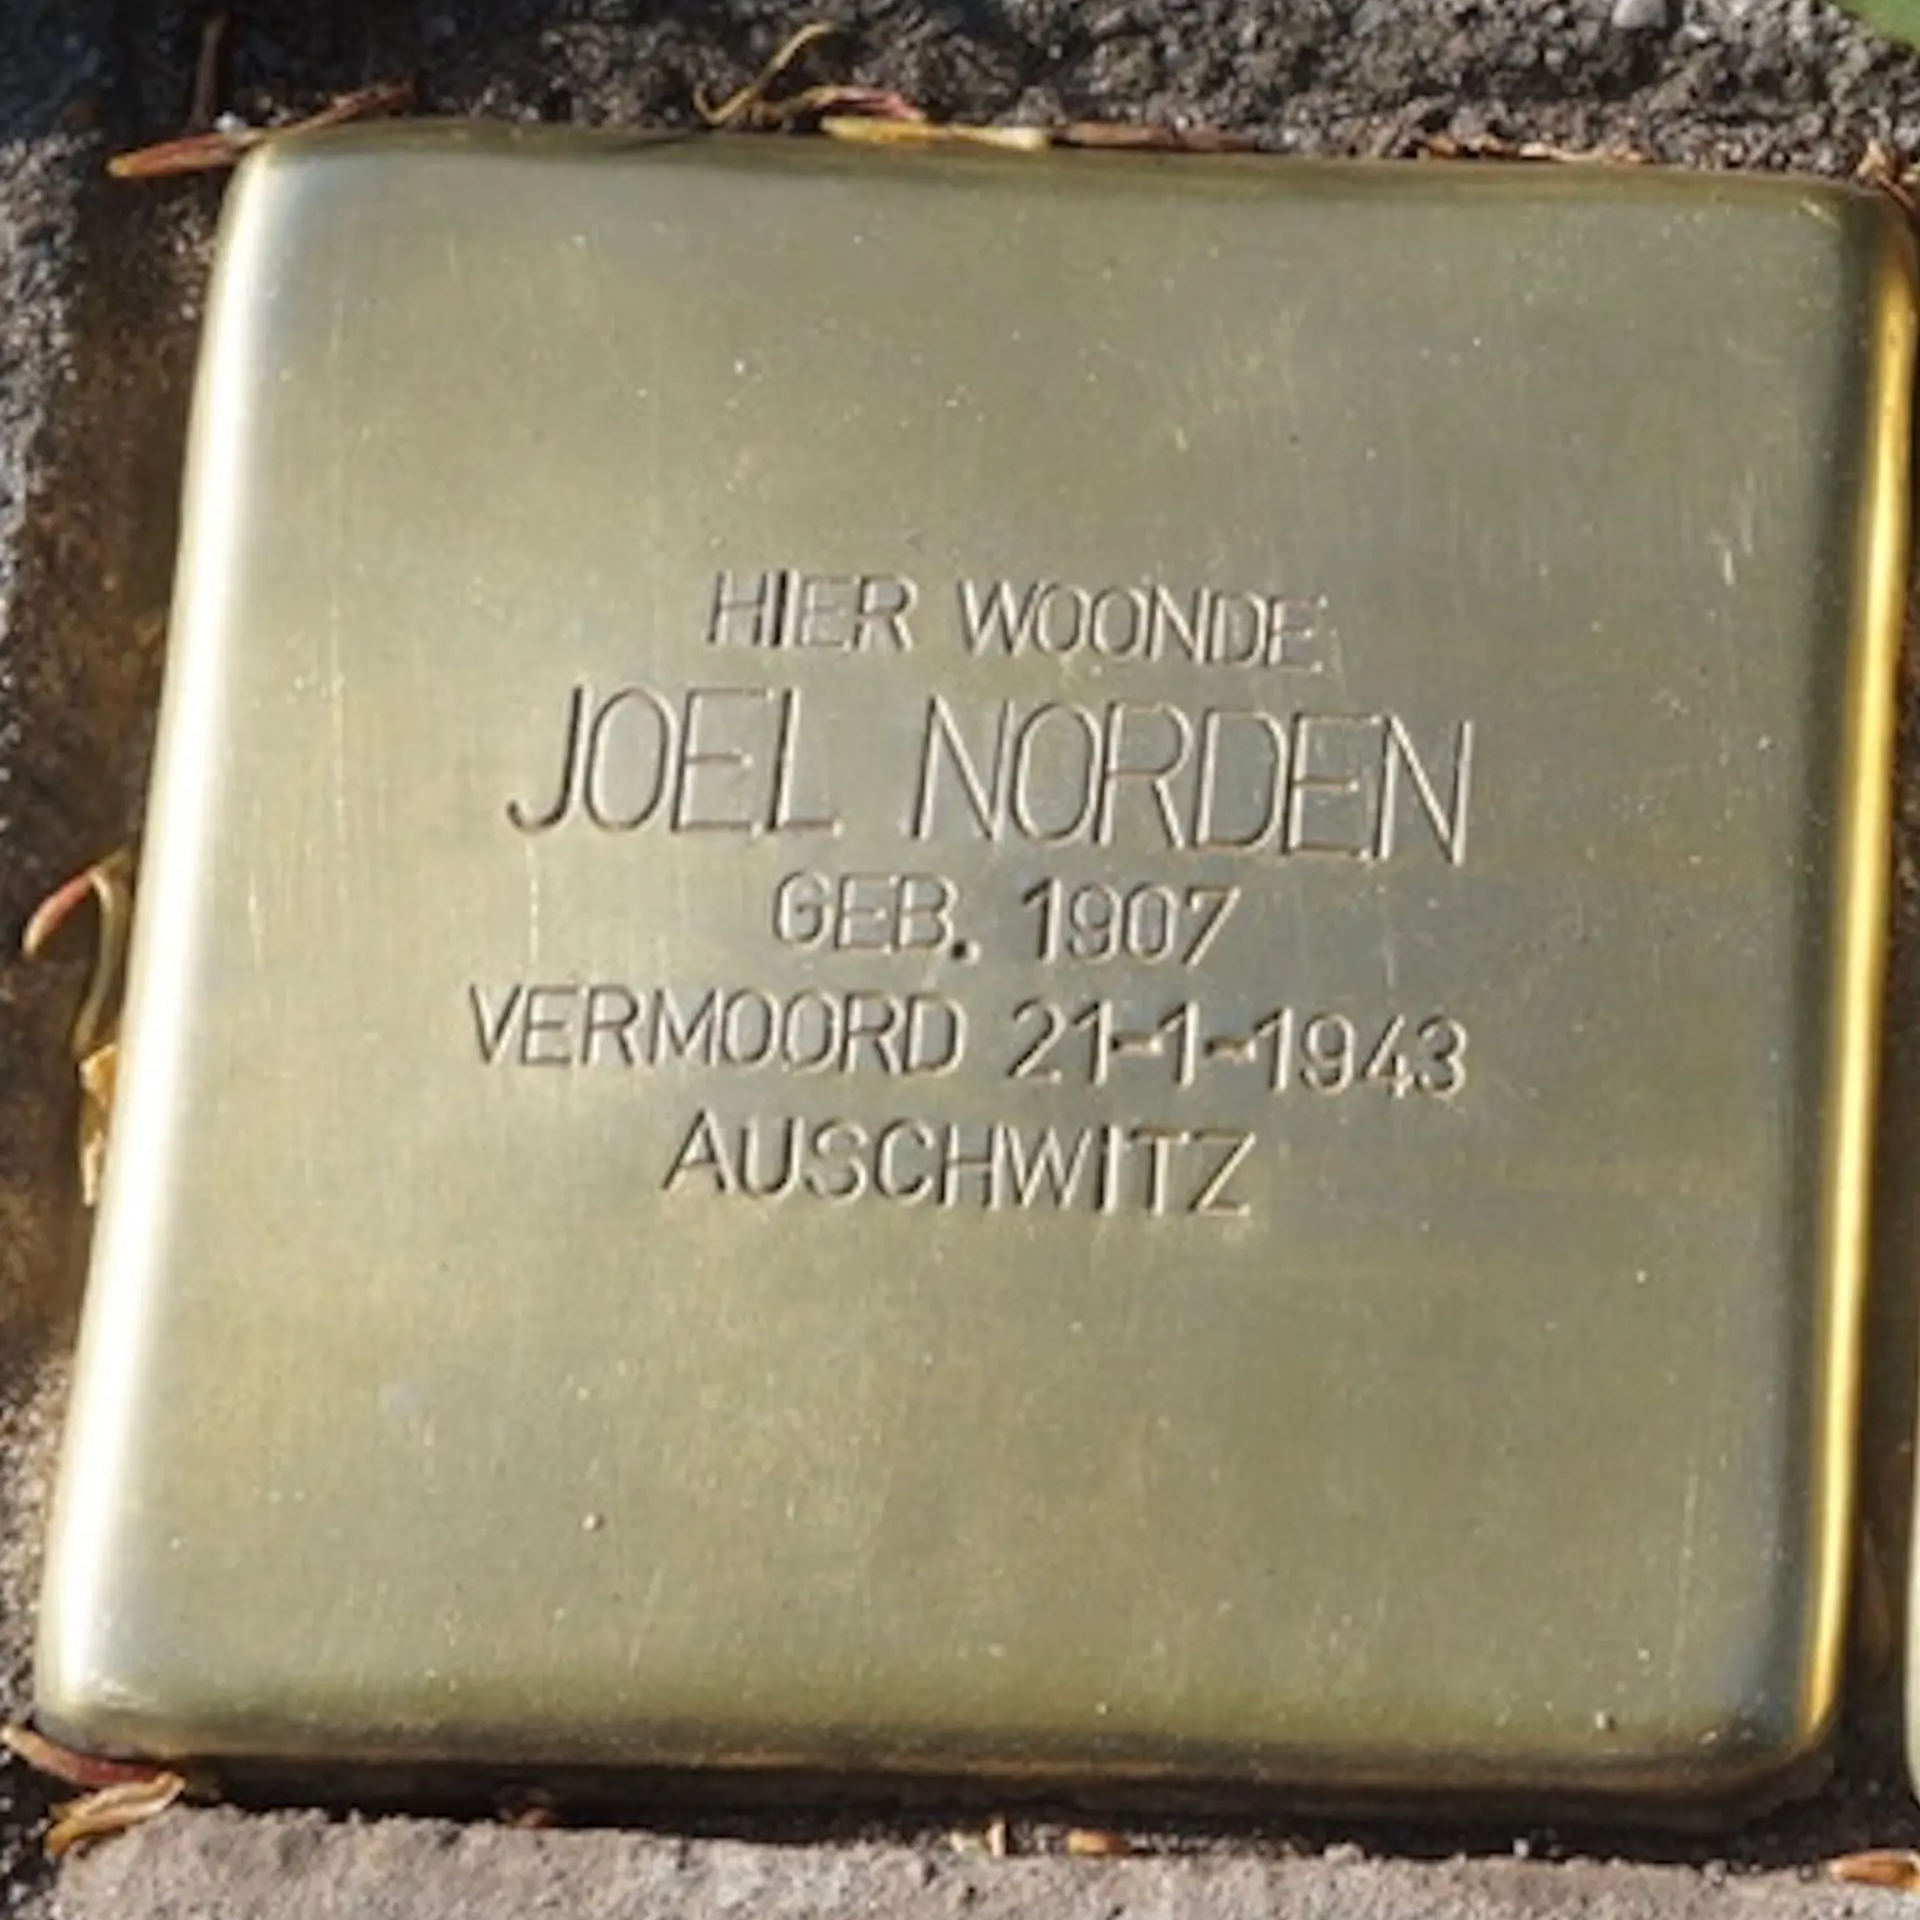 HIER WOONDE
JOEL NORDEN
GEB. 1907
VERMOORD 21-1-1943
AUSCHWITZ